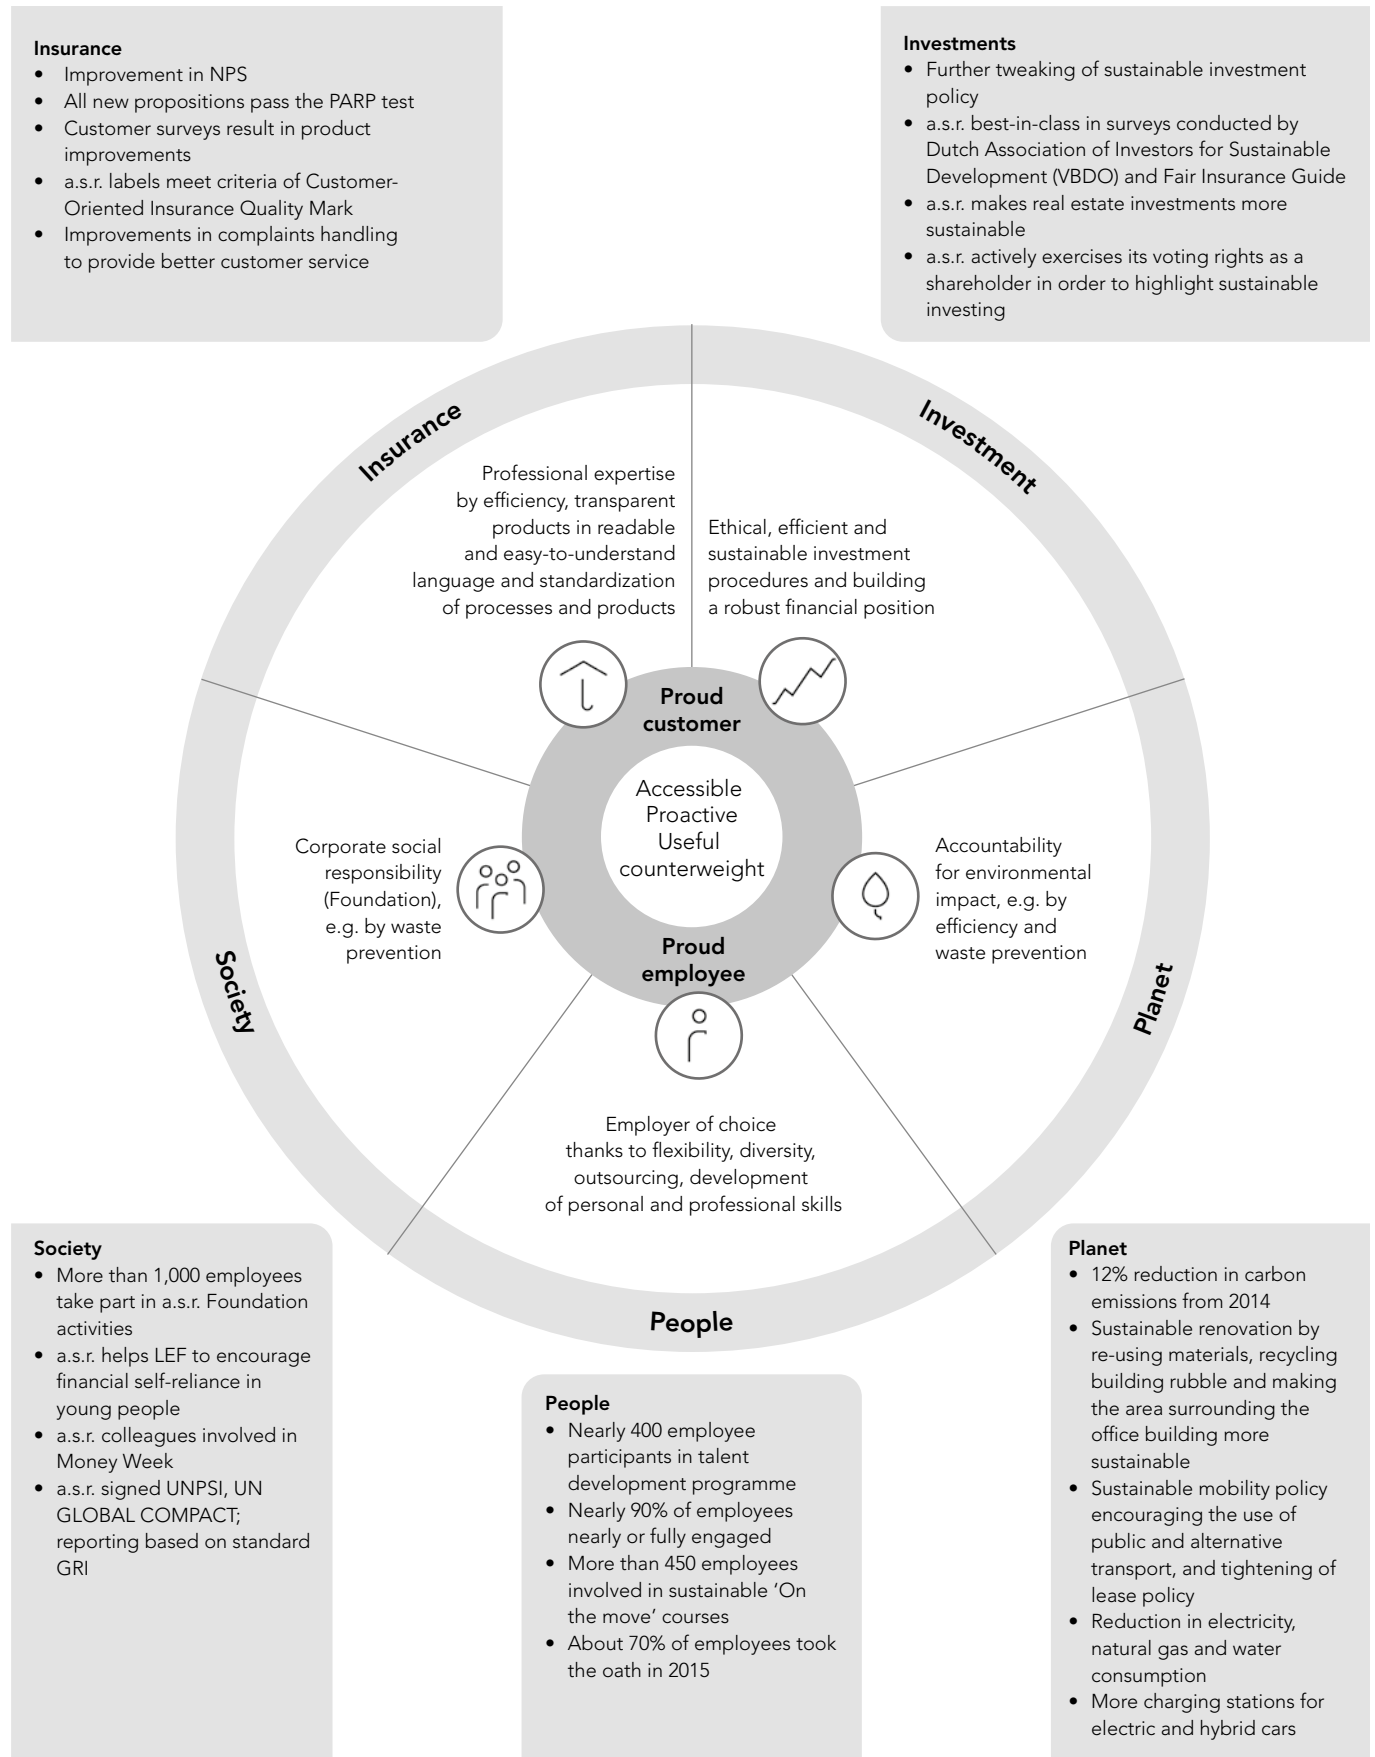 Insurance
• Improvement in NPS
• All new propositions pass the PARP test
• Customer surveys result in product
improvements
• a.s.r. labels meet criteria of Customer-
Oriented Insurance Quality Mark
• Improvements in complaints handling
to provide better customer service
Investments
• Further tweaking of sustainable investment
policy
• a.s.r. best-in-class in surveys conducted by
Dutch Association of Investors for Sustainable
Development (VBDO) and Fair Insurance Guide
• a.s.r. makes real estate investments more
sustainable
• a.s.r. actively exercises its voting rights as a
shareholder in order to highlight sustainable
investing
Insurance
Investment
Professional expertise
by efficiency, transparent
products in readable
and easy-to-understand
language and standardization
of processes and products
Ethical, efficient and
sustainable investment
procedures and building
a robust financial position
Proud
customer
Accessible
Proactive
Useful
counterweight
Proud
employee
Corporate social
responsibility
(Foundation),
e.g. by waste
prevention
Accountability
for environmental
impact, e.g. by
efficiency and
waste prevention
Society
Planet
Employer of choice
thanks to flexibility, diversity,
outsourcing, development
of personal and professional skills
People
Society
• More than 1,000 employees
take part in a.s.r. Foundation
activities
• a.s.r. helps LEF to encourage
financial self-reliance in
young people
• a.s.r. colleagues involved in
Money Week
• a.s.r. signed UNPSI, UN
GLOBAL COMPACT;
reporting based on standard
GRI
People
• Nearly 400 employee
participants in talent
development programme
• Nearly 90% of employees
nearly or fully engaged
• More than 450 employees
involved in sustainable ‘On
the move’ courses
• About 70% of employees took
the oath in 2015
Planet
• 12% reduction in carbon
emissions from 2014
• Sustainable renovation by
re-using materials, recycling
building rubble and making
the area surrounding the
office building more
sustainable
• Sustainable mobility policy
encouraging the use of
public and alternative
transport, and tightening of
lease policy
• Reduction in electricity,
natural gas and water
consumption
• More charging stations for
electric and hybrid cars